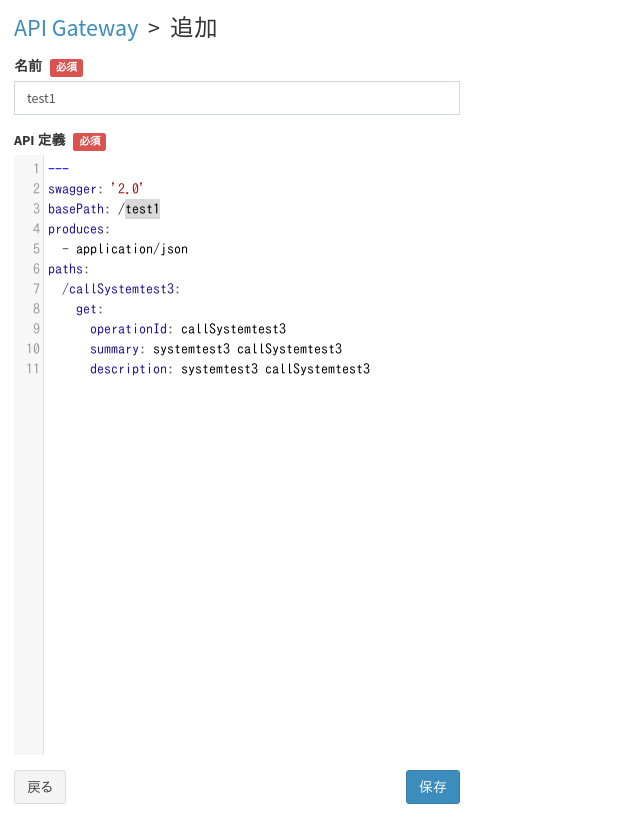 API Gateway > 追加
名前 必須
test1
API 定義 必須
1 ---
2 swagger: '2.0'
3 basePath: /test1
4 produces:
5   - application/json
6 paths:
7   /callSystemtest3:
8     get:
9       operationId: callSystemtest3
10       summary: systemtest3 callSystemtest3
11       description: systemtest3 callSystemtest3
戻る 保存